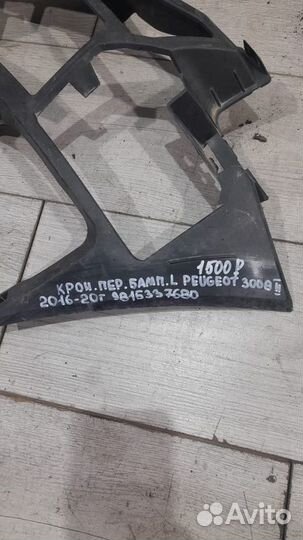 1500₽
КРОН.ПЕР.БАМП.L PEUGEOT 3008 II
2016-20г 9815337680
Avito